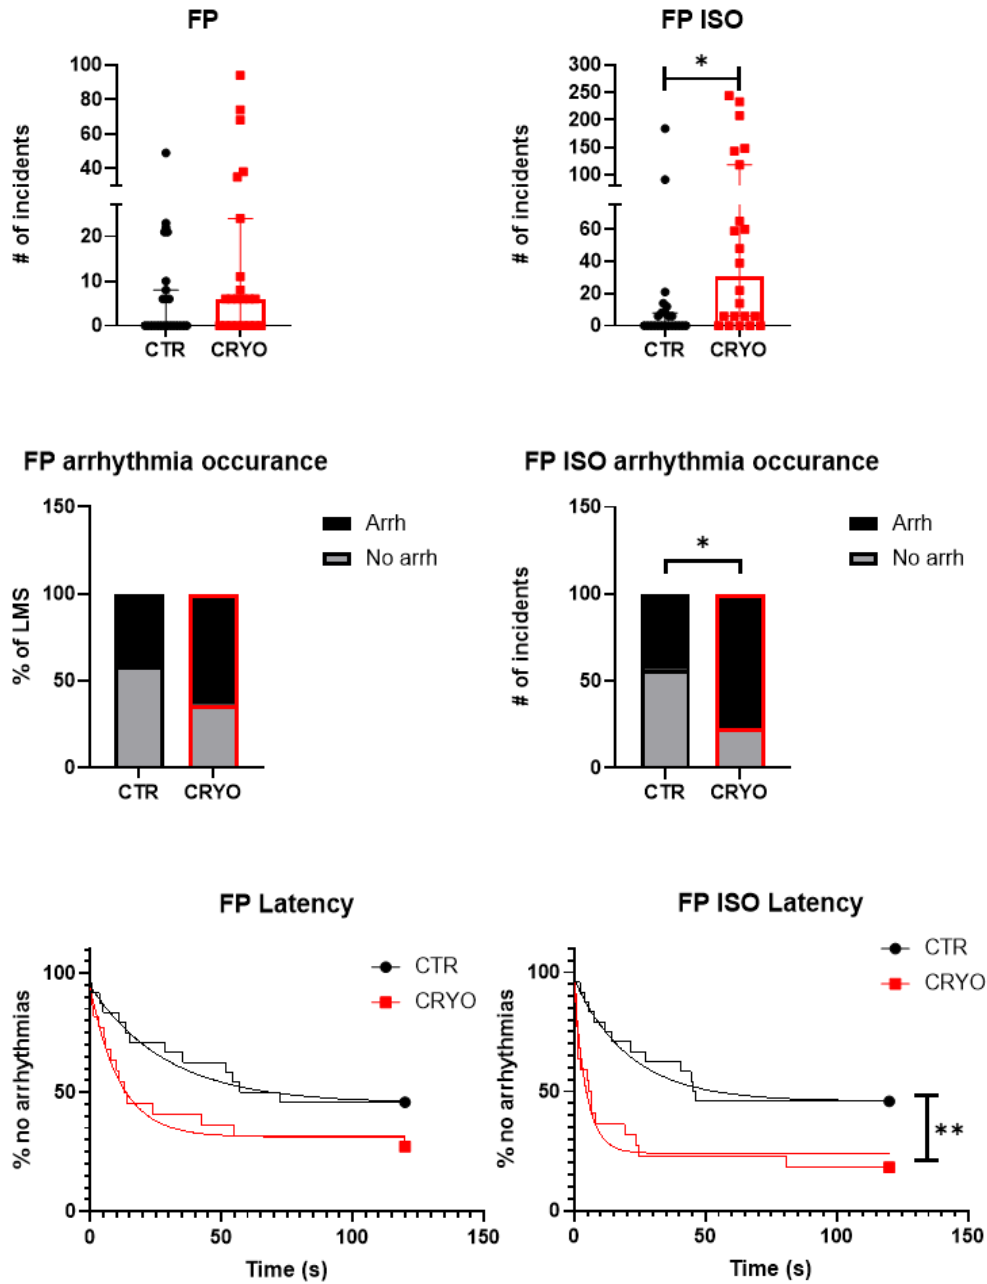 FP
# of incidents
100
80
60
40
20
10
0
CTR CRYO
FP ISO
*
# of incidents
300
250
200
150
100
60
40
20
0
CTR CRYO
FP arrhythmia occurance
Arrh
No arrh
% of LMS
150
100
50
0
CTR CRYO
FP ISO arrhythmia occurance
Arrh
No arrh
*
# of incidents
150
100
50
0
CTR CRYO
FP Latency
CTR
CRYO
% no arrhythmias
100
50
0
0 50 100 150
Time (s)
FP ISO Latency
CTR
CRYO
**
% no arrhythmias
100
50
0
0 50 100 150
Time (s)